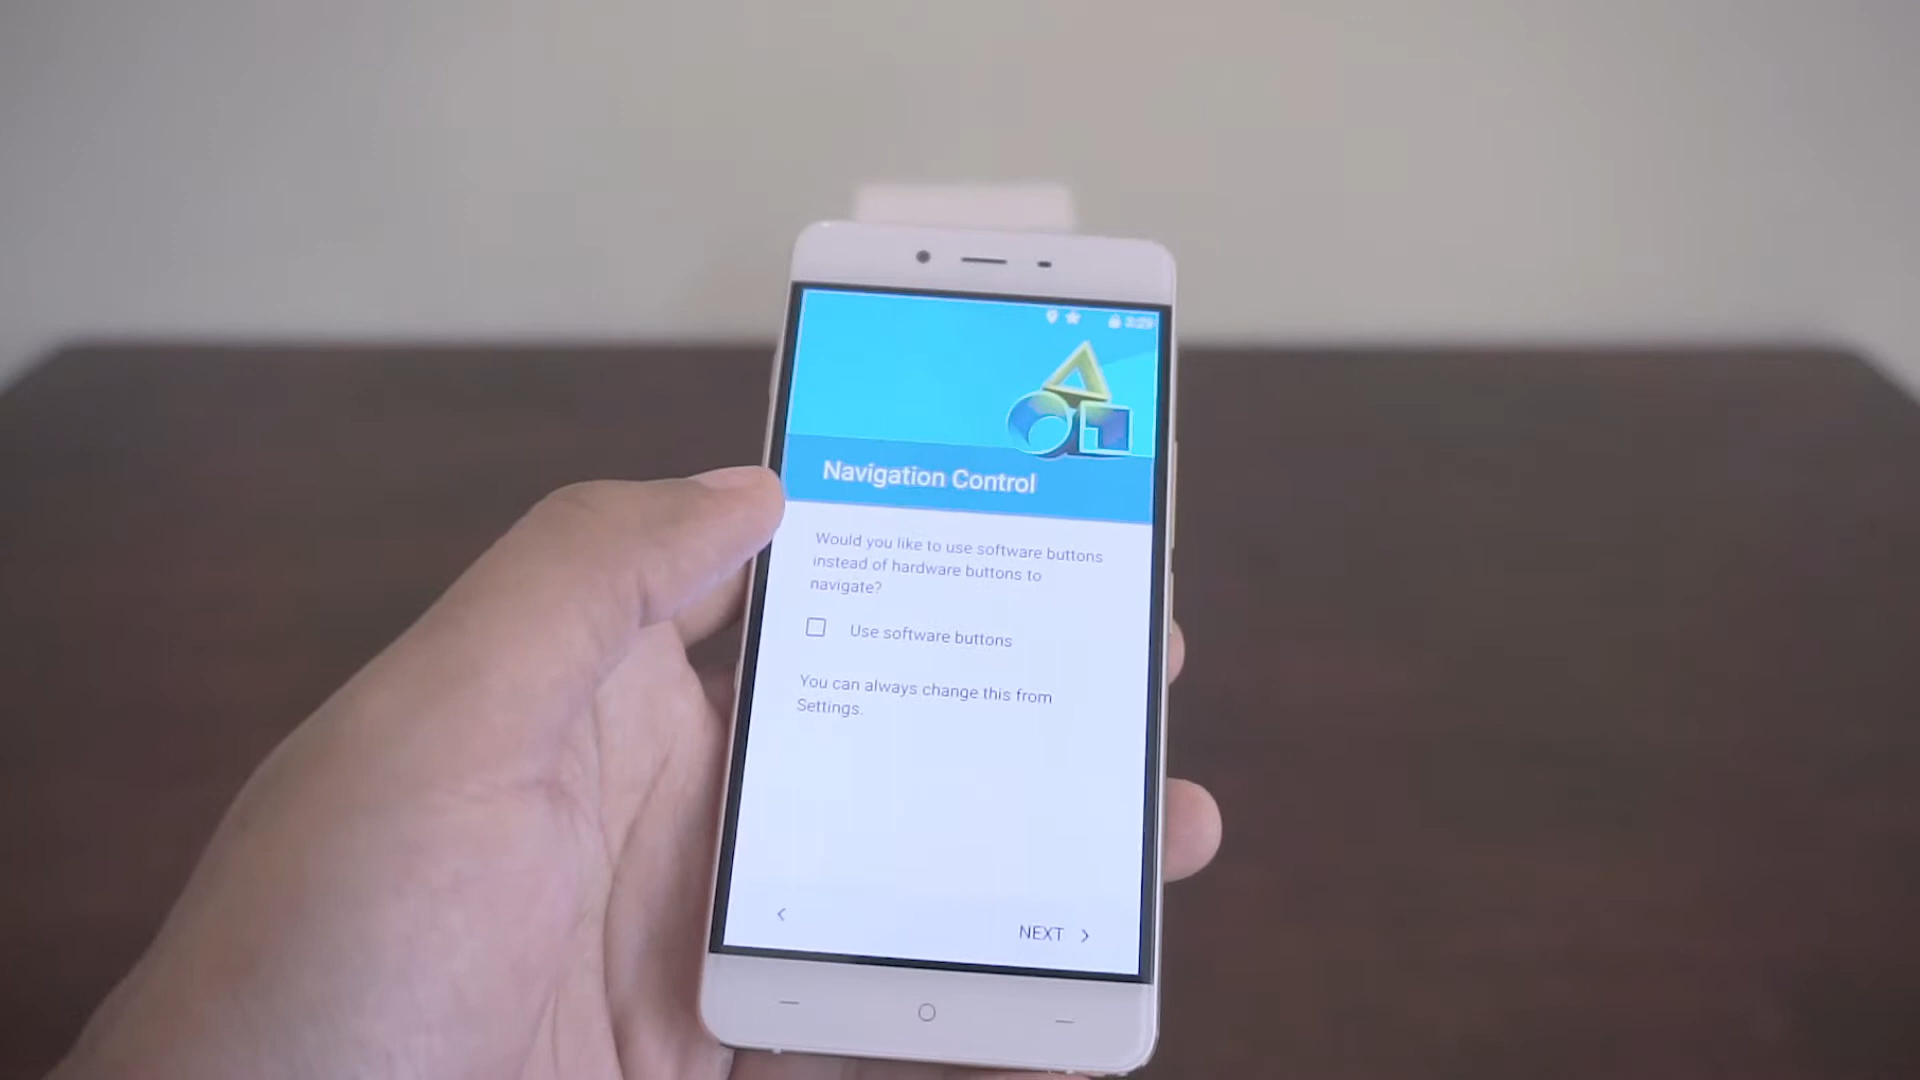 Navigation Control
Would you like to use software buttons
instead of hardware buttons to
navigate?
Use software buttons
You can always change this from
Settings.
NEXT